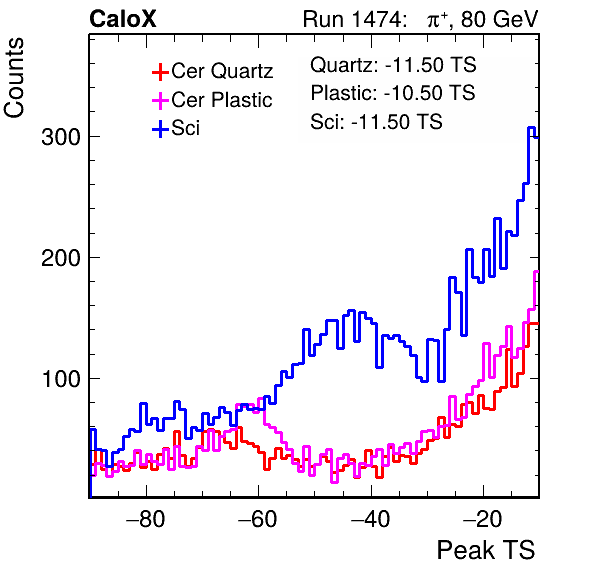 CaloX Run 1474: π⁺, 80 GeV
Counts
Cer Quartz
Cer Plastic
Sci
Quartz: -11.50 TS
Plastic: -10.50 TS
Sci: -11.50 TS
300
200
100
−80 −60 −40 −20
Peak TS